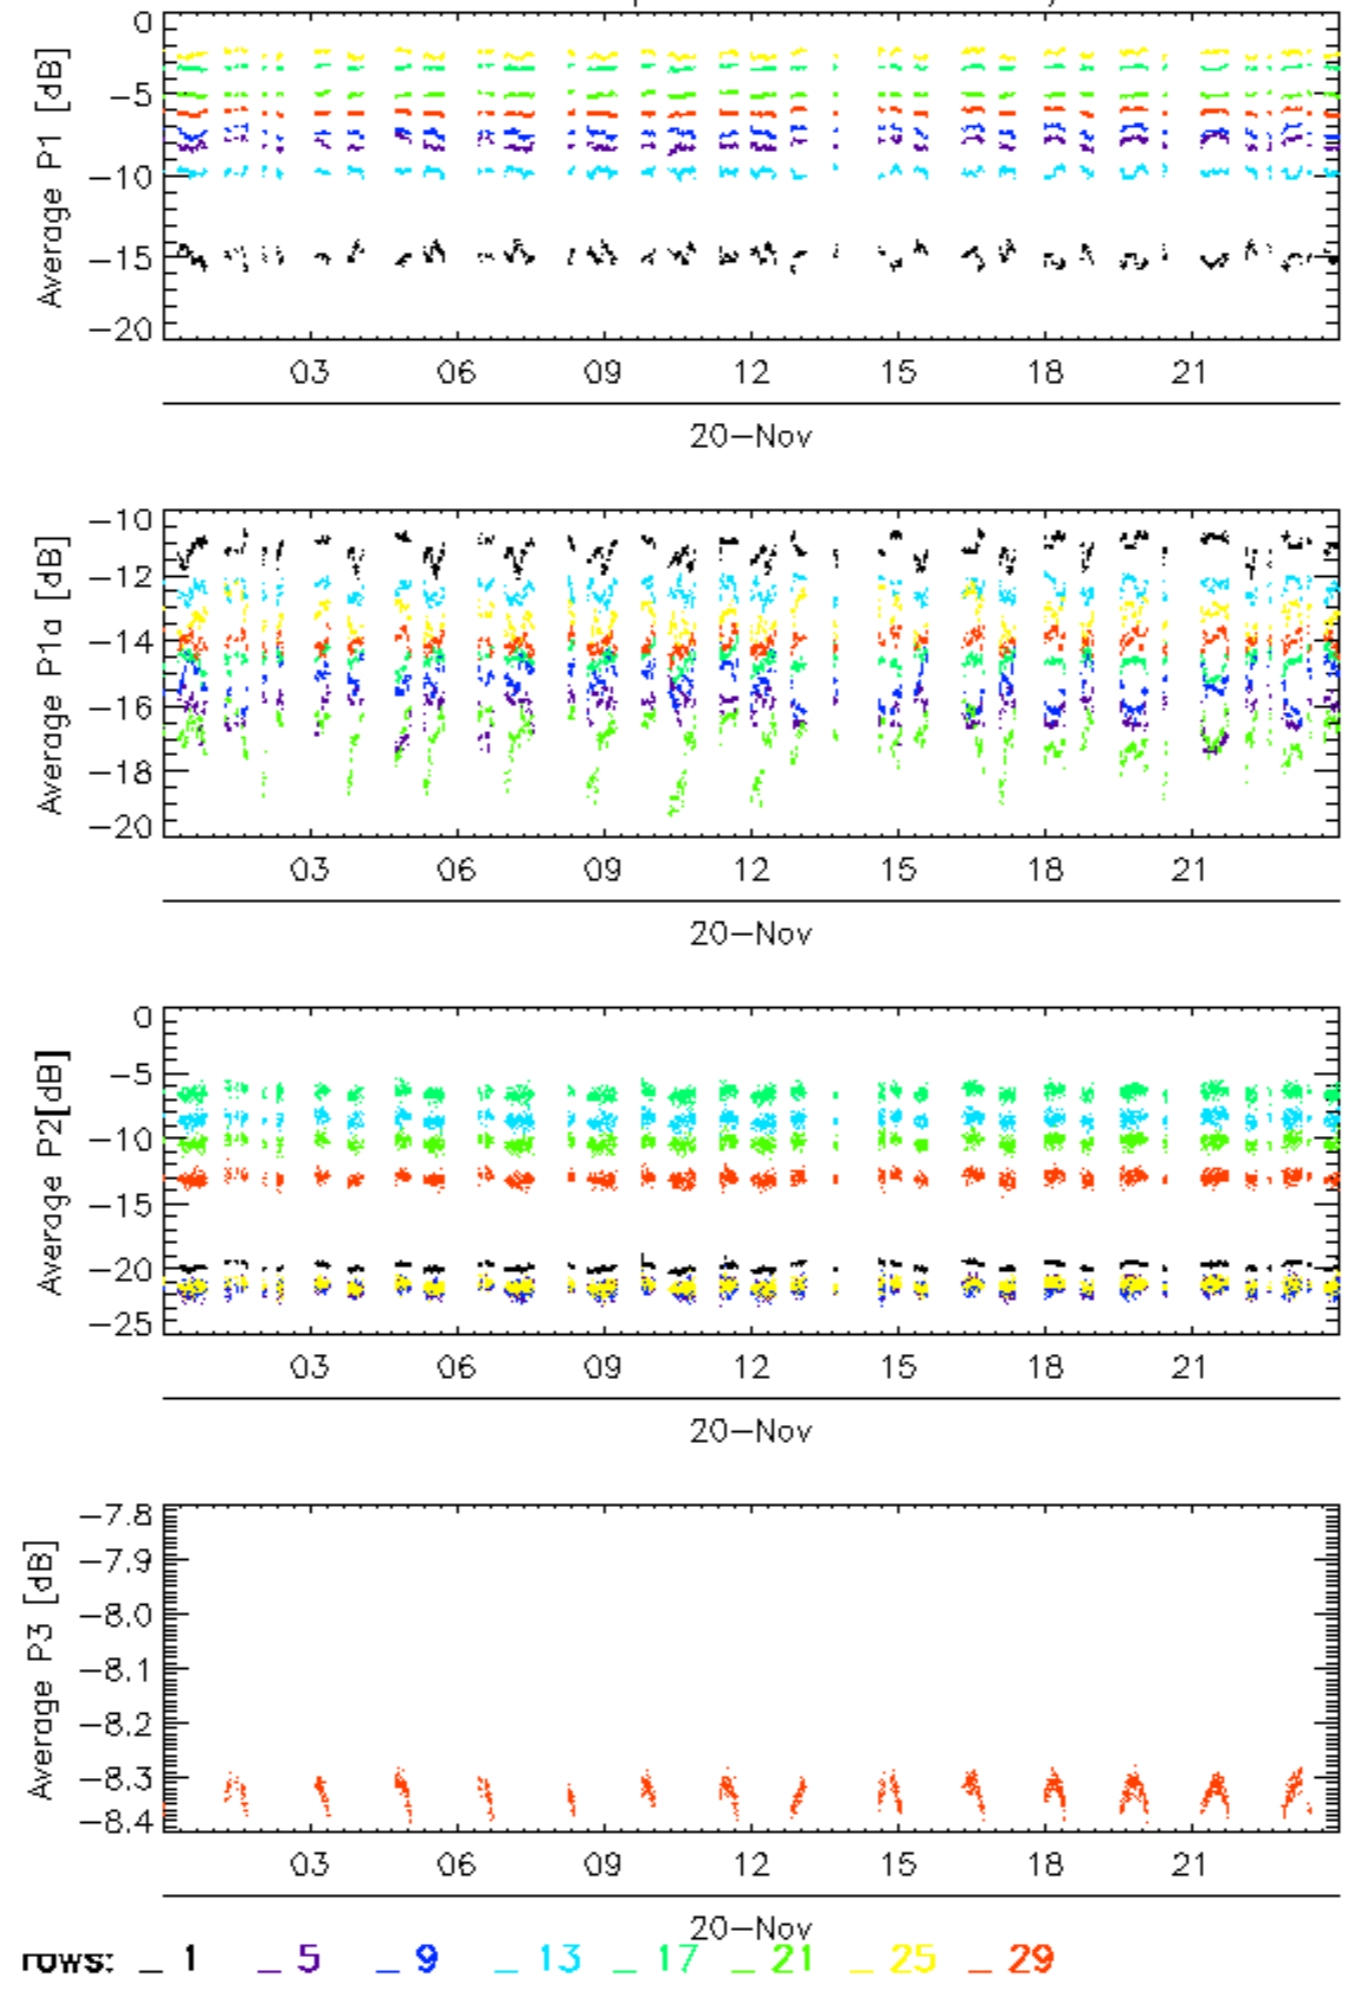 0
−5
−10
−15
−20
Average P1 [dB]
03 06 09 12 15 18 21
20−Nov
−10
−12
−14
−16
−18
−20
Average P1a [dB]
03 06 09 12 15 18 21
20−Nov
0
−5
−10
−15
−20
−25
Average P2[dB]
03 06 09 12 15 18 21
20−Nov
−7.8
−7.9
−8.0
−8.1
−8.2
−8.3
−8.4
Average P3 [dB]
03 06 09 12 15 18 21
20−Nov
rows: _ 1 _ 5 _ 9 _ 13 _ 17 _ 21 _ 25 _ 29